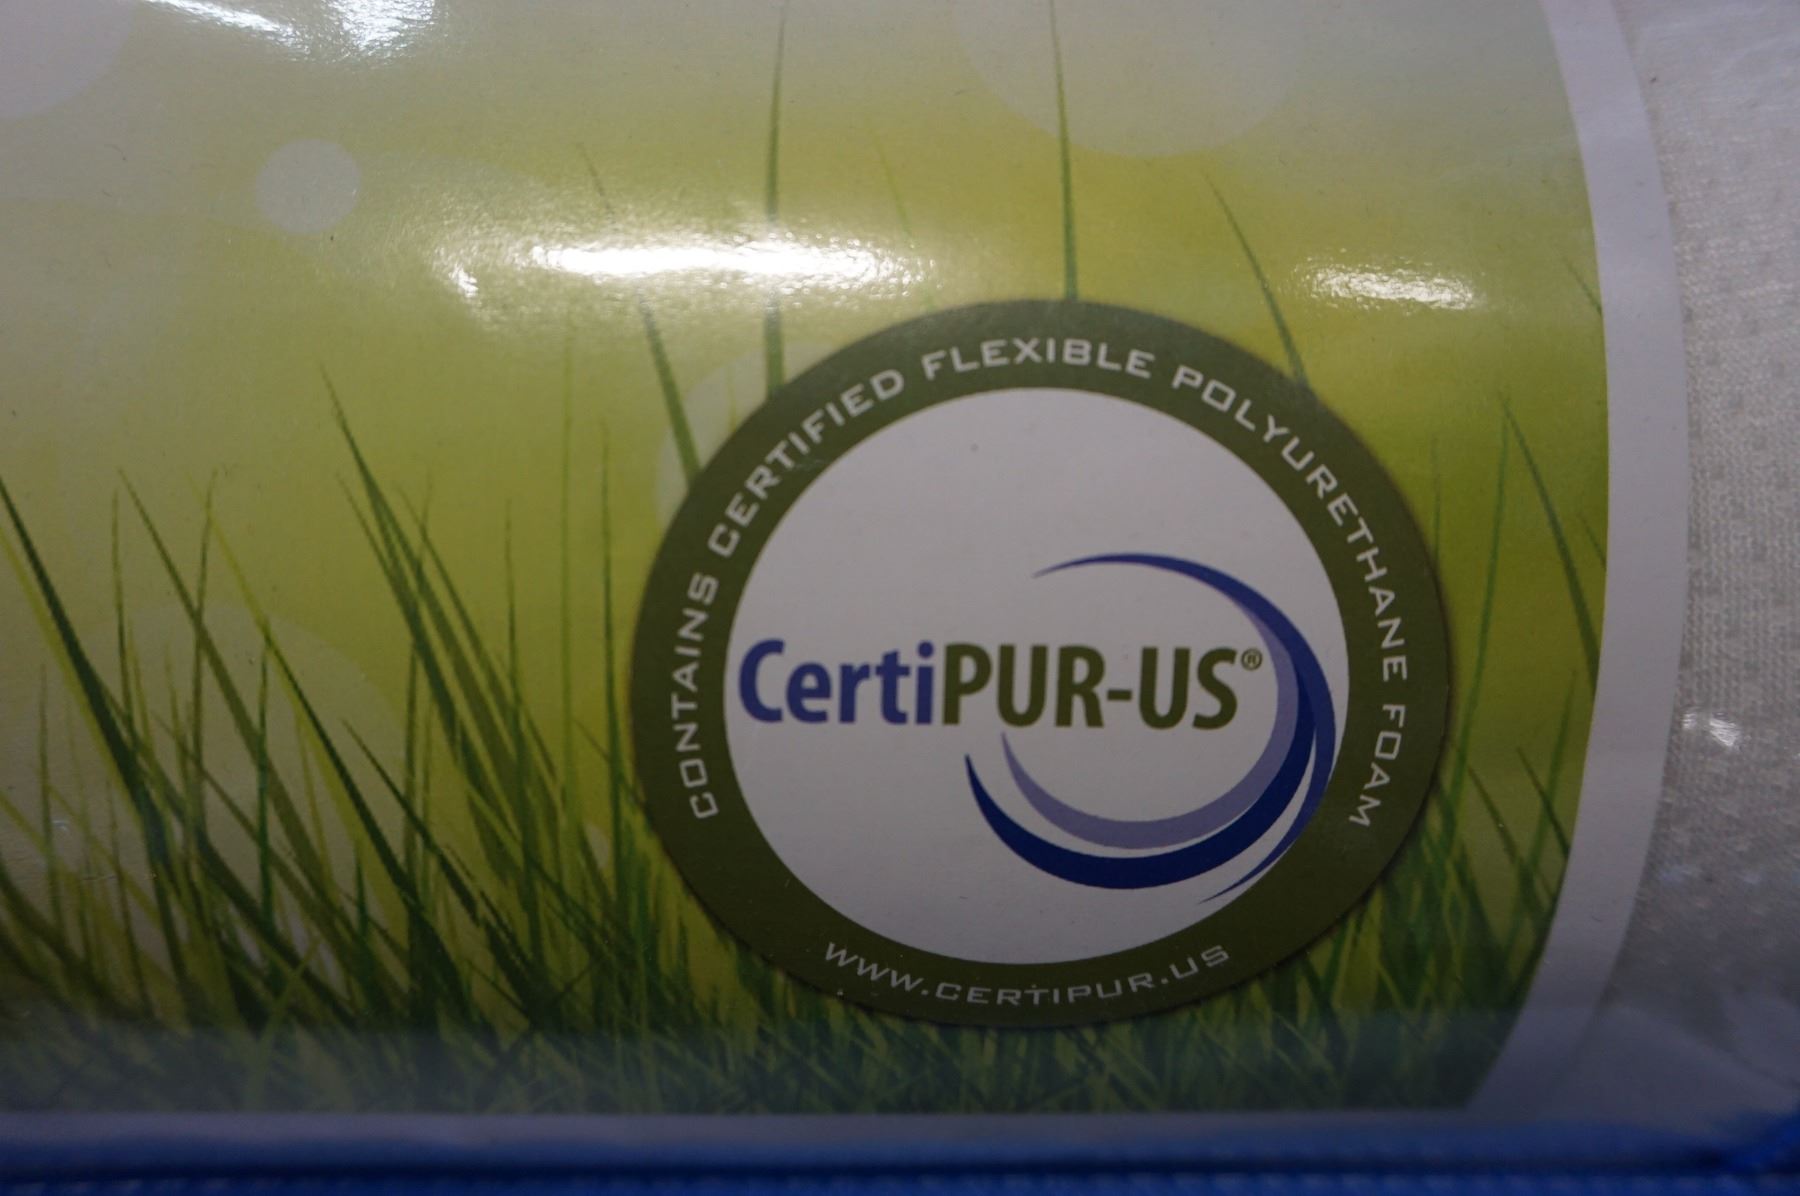 CONTAINS CERTIFIED FLEXIBLE POLYURETHANE FOAM
CertiPUR-US®
WWW.CERTIPUR.US